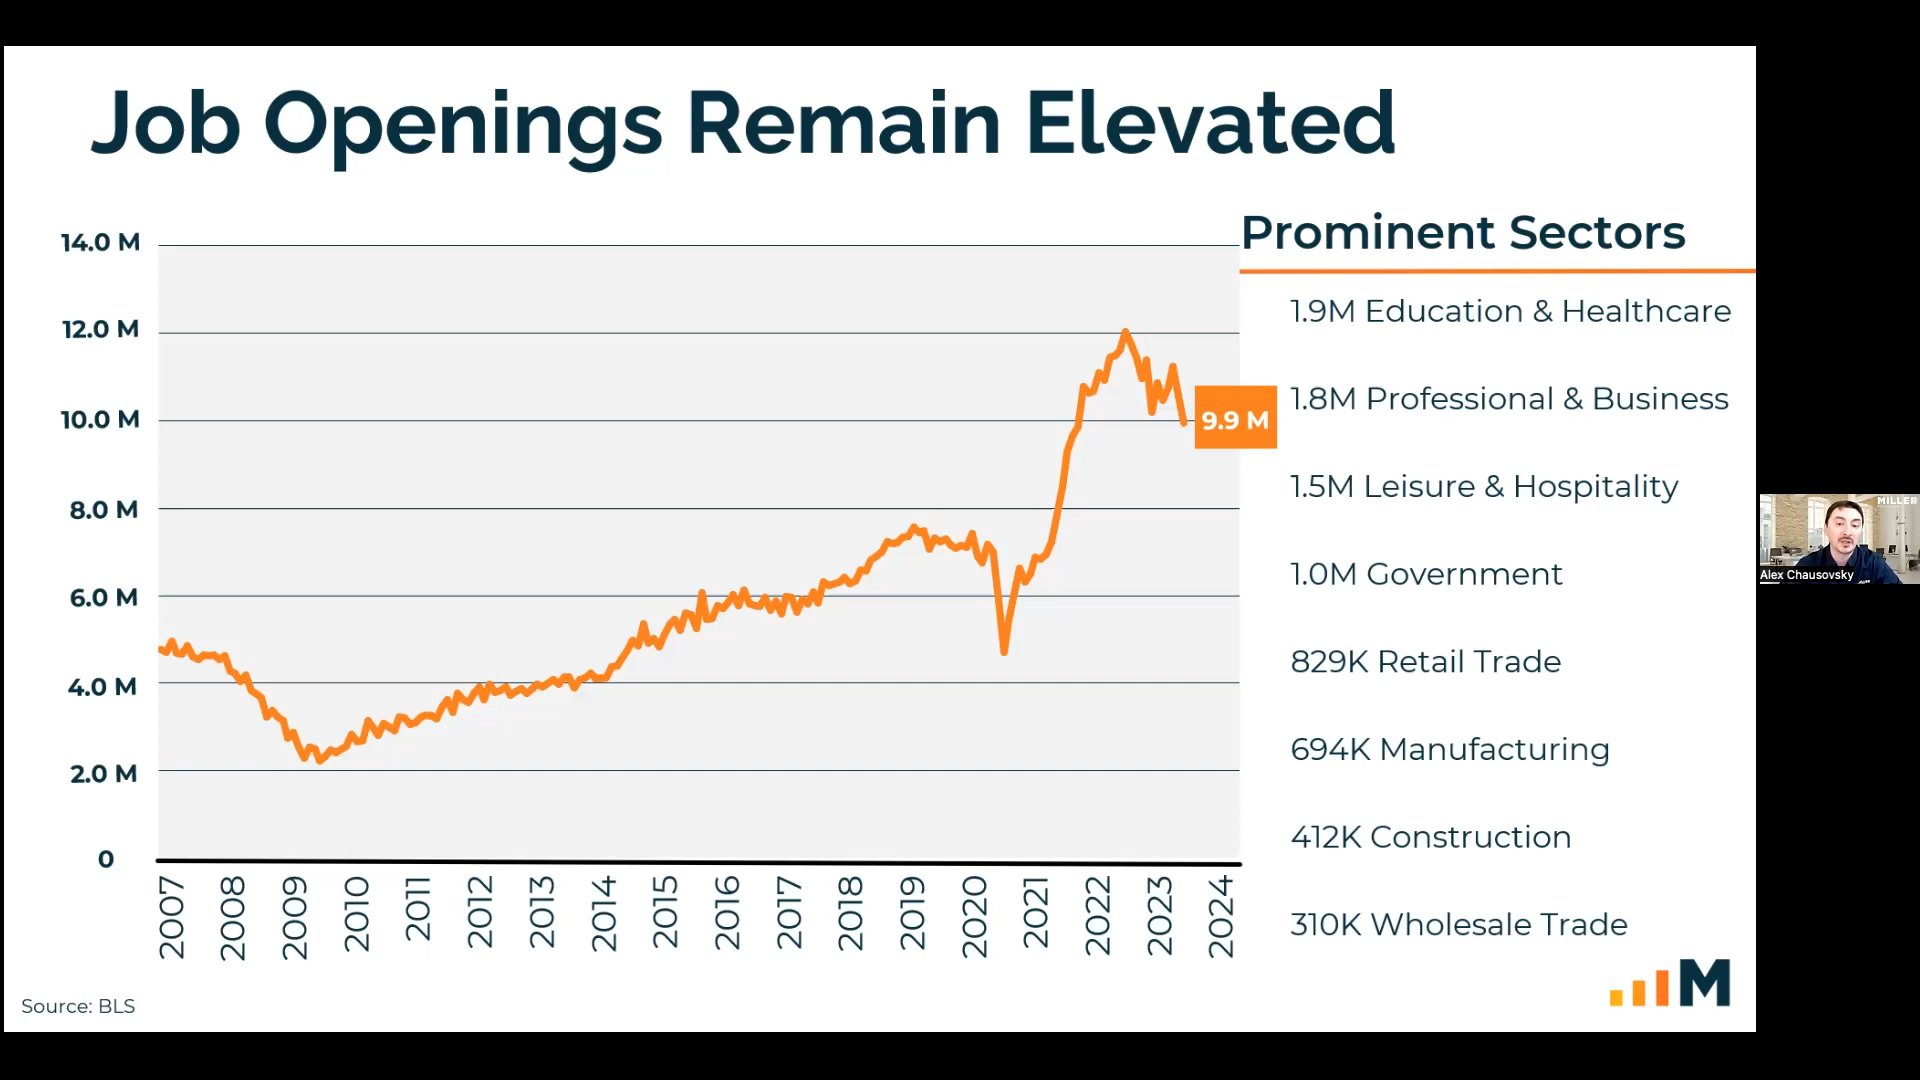 Job Openings Remain Elevated
14.0 M
12.0 M
10.0 M
8.0 M
6.0 M
4.0 M
2.0 M
0
2007
2008
2009
2010
2011
2012
2013
2014
2015
2016
2017
2018
2019
2020
2021
2022
2023
2024
9.9 M
Prominent Sectors
1.9M Education & Healthcare
1.8M Professional & Business
1.5M Leisure & Hospitality
1.0M Government
829K Retail Trade
694K Manufacturing
412K Construction
310K Wholesale Trade
M
Source: BLS
MILLER
Alex Chausovsky